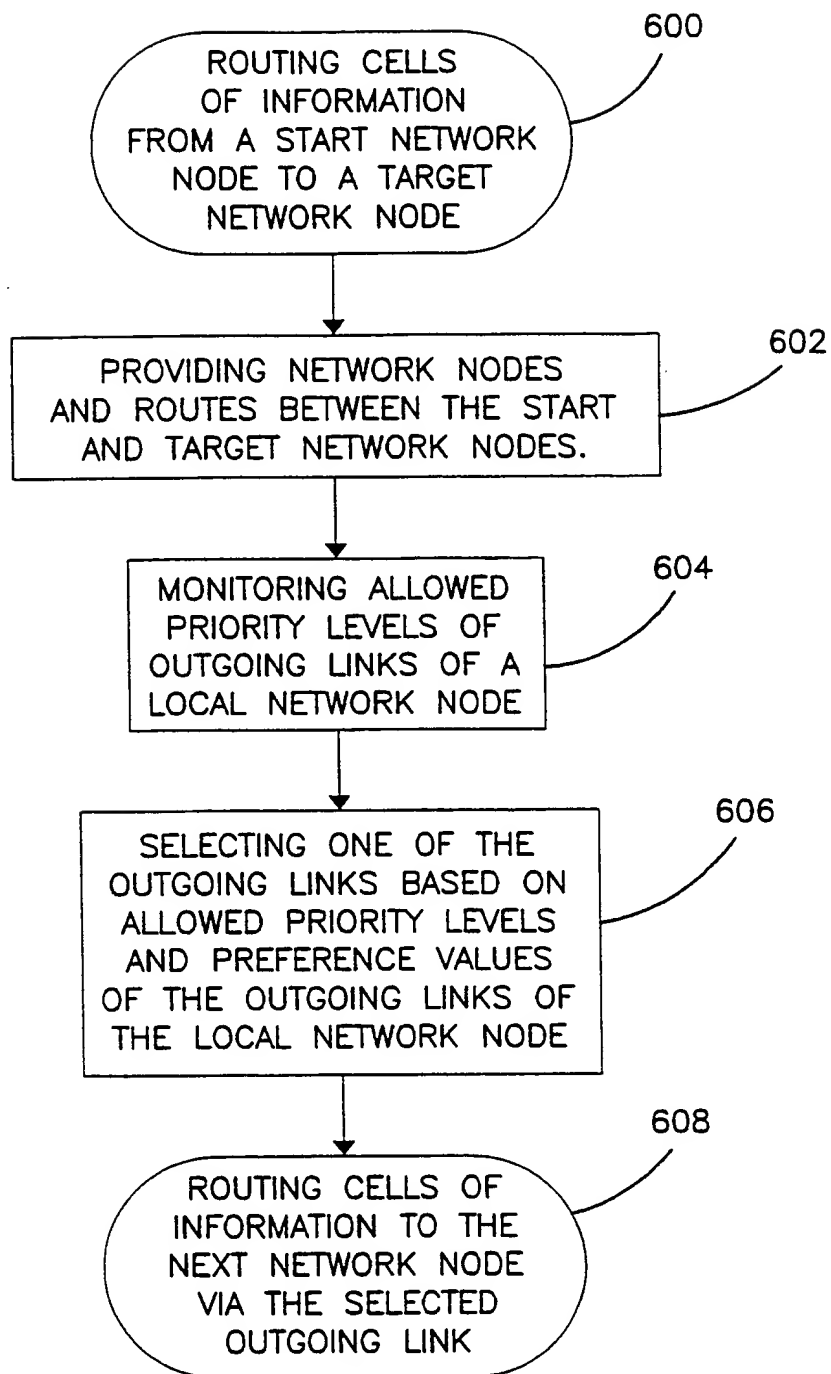 600
ROUTING CELLS
OF INFORMATION
FROM A START NETWORK
NODE TO A TARGET
NETWORK NODE
602
PROVIDING NETWORK NODES
AND ROUTES BETWEEN THE START
AND TARGET NETWORK NODES.
604
MONITORING ALLOWED
PRIORITY LEVELS OF
OUTGOING LINKS OF A
LOCAL NETWORK NODE
606
SELECTING ONE OF THE
OUTGOING LINKS BASED ON
ALLOWED PRIORITY LEVELS
AND PREFERENCE VALUES
OF THE OUTGOING LINKS OF
THE LOCAL NETWORK NODE
608
ROUTING CELLS OF
INFORMATION TO THE
NEXT NETWORK NODE
VIA THE SELECTED
OUTGOING LINK